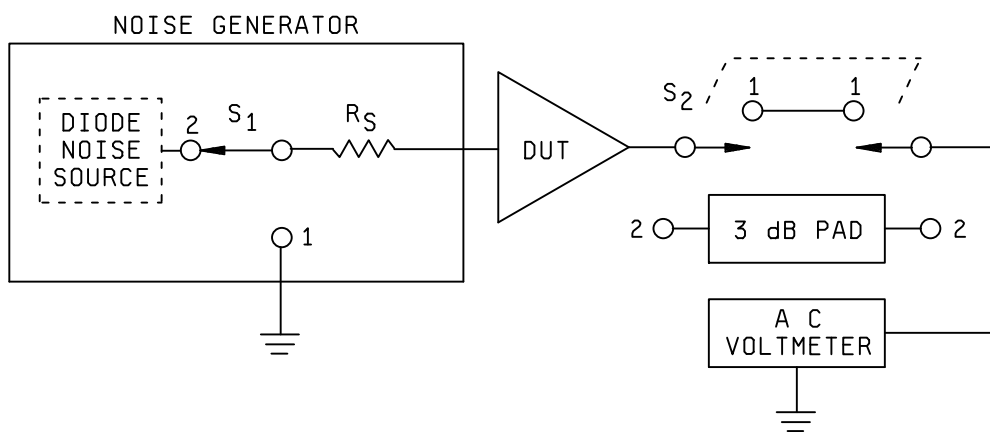 NOISE GENERATOR
DIODE
NOISE
SOURCE
2
S1
RS
1
DUT
S2
1
1
2
3 dB PAD
2
A C
VOLTMETER